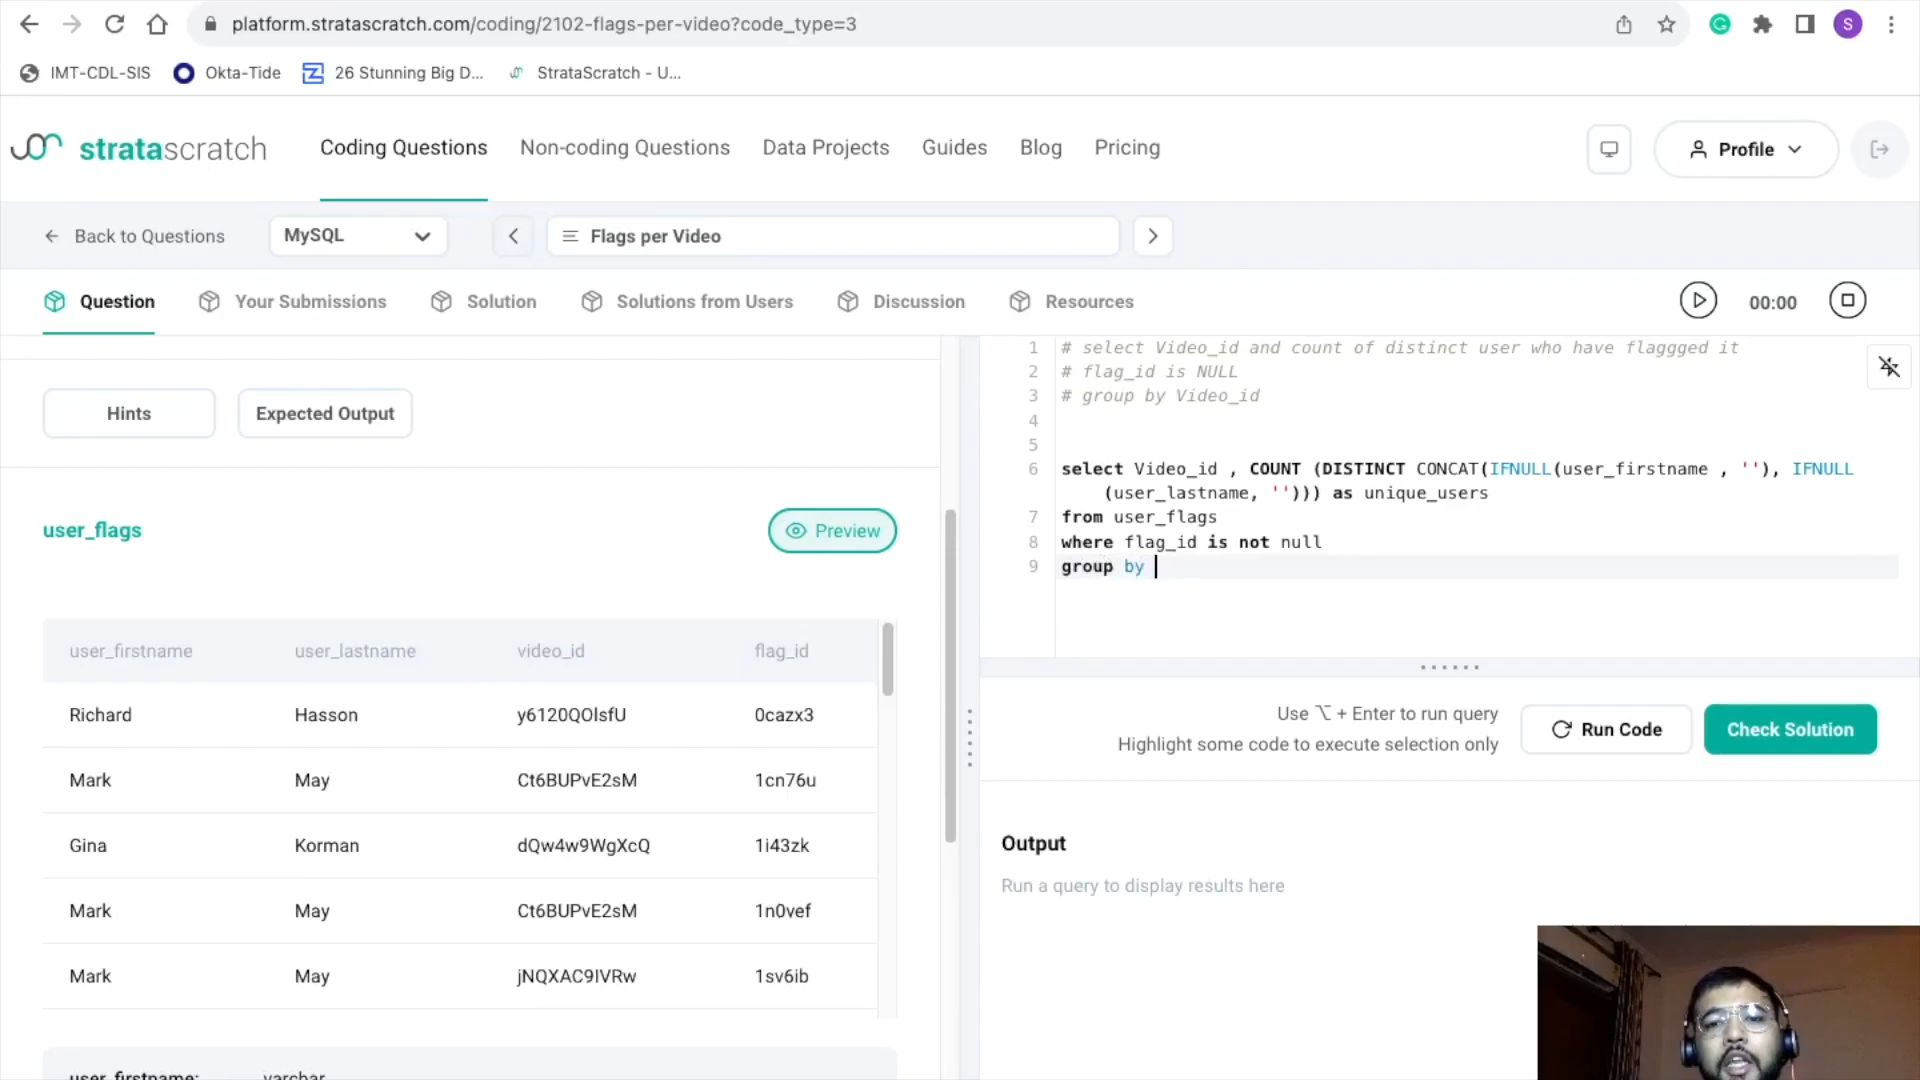 platform.stratascratch.com/coding/2102-flags-per-video?code_type=3
S
IMT-CDL-SIS
Okta-Tide
26 Stunning Big D...
StrataScratch - U...
stratascratch
Coding Questions
Non-coding Questions
Data Projects
Guides
Blog
Pricing
Profile
Back to Questions
MySQL
Flags per Video
Question
Your Submissions
Solution
Solutions from Users
Discussion
Resources
00:00
Hints
Expected Output
user_flags
Preview
user_firstname user_lastname video_id flag_id
Richard Hasson y6120QOlsfU 0cazx3
Mark May Ct6BUPvE2sM 1cn76u
Gina Korman dQw4w9WgXcQ 1i43zk
Mark May Ct6BUPvE2sM 1n0vef
Mark May jNQXAC9IVRw 1sv6ib
user_firstname: varchar
1 # select Video_id and count of distinct user who have flaggged it
2 # flag_id is NULL
3 # group by Video_id
4
5
6 select Video_id , COUNT (DISTINCT CONCAT(IFNULL(user_firstname , ''), IFNULL
(user_lastname, ''))) as unique_users
7 from user_flags
8 where flag_id is not null
9 group by
Use ⌥ + Enter to run query
Highlight some code to execute selection only
Run Code
Check Solution
Output
Run a query to display results here